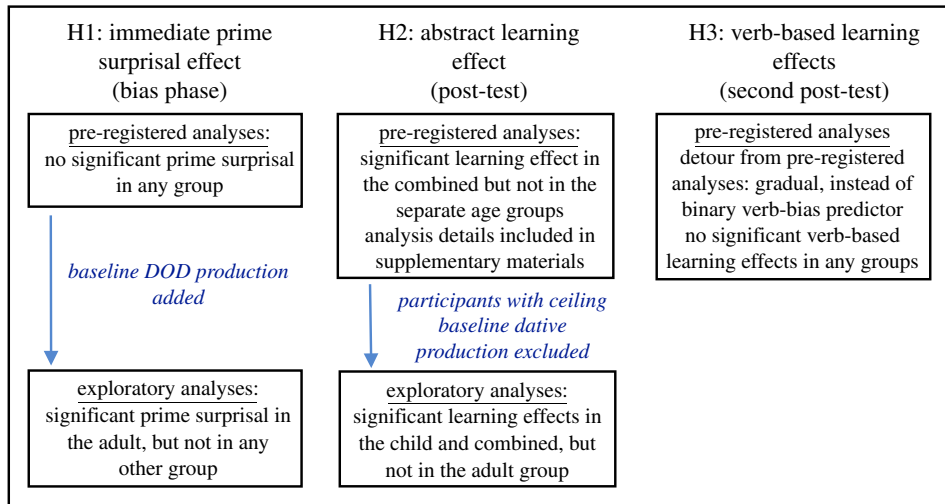 H1: immediate prime
surprisal effect
(bias phase)
pre-registered analyses:
no significant prime surprisal
in any group
baseline DOD production
added
exploratory analyses:
significant prime surprisal in
the adult, but not in any
other group
H2: abstract learning
effect
(post-test)
pre-registered analyses:
significant learning effect in
the combined but not in the
separate age groups
analysis details included in
supplementary materials
participants with ceiling
baseline dative
production excluded
exploratory analyses:
significant learning effects in
the child and combined, but
not in the adult group
H3: verb-based learning
effects
(second post-test)
pre-registered analyses
detour from pre-registered
analyses: gradual, instead of
binary verb-bias predictor
no significant verb-based
learning effects in any groups